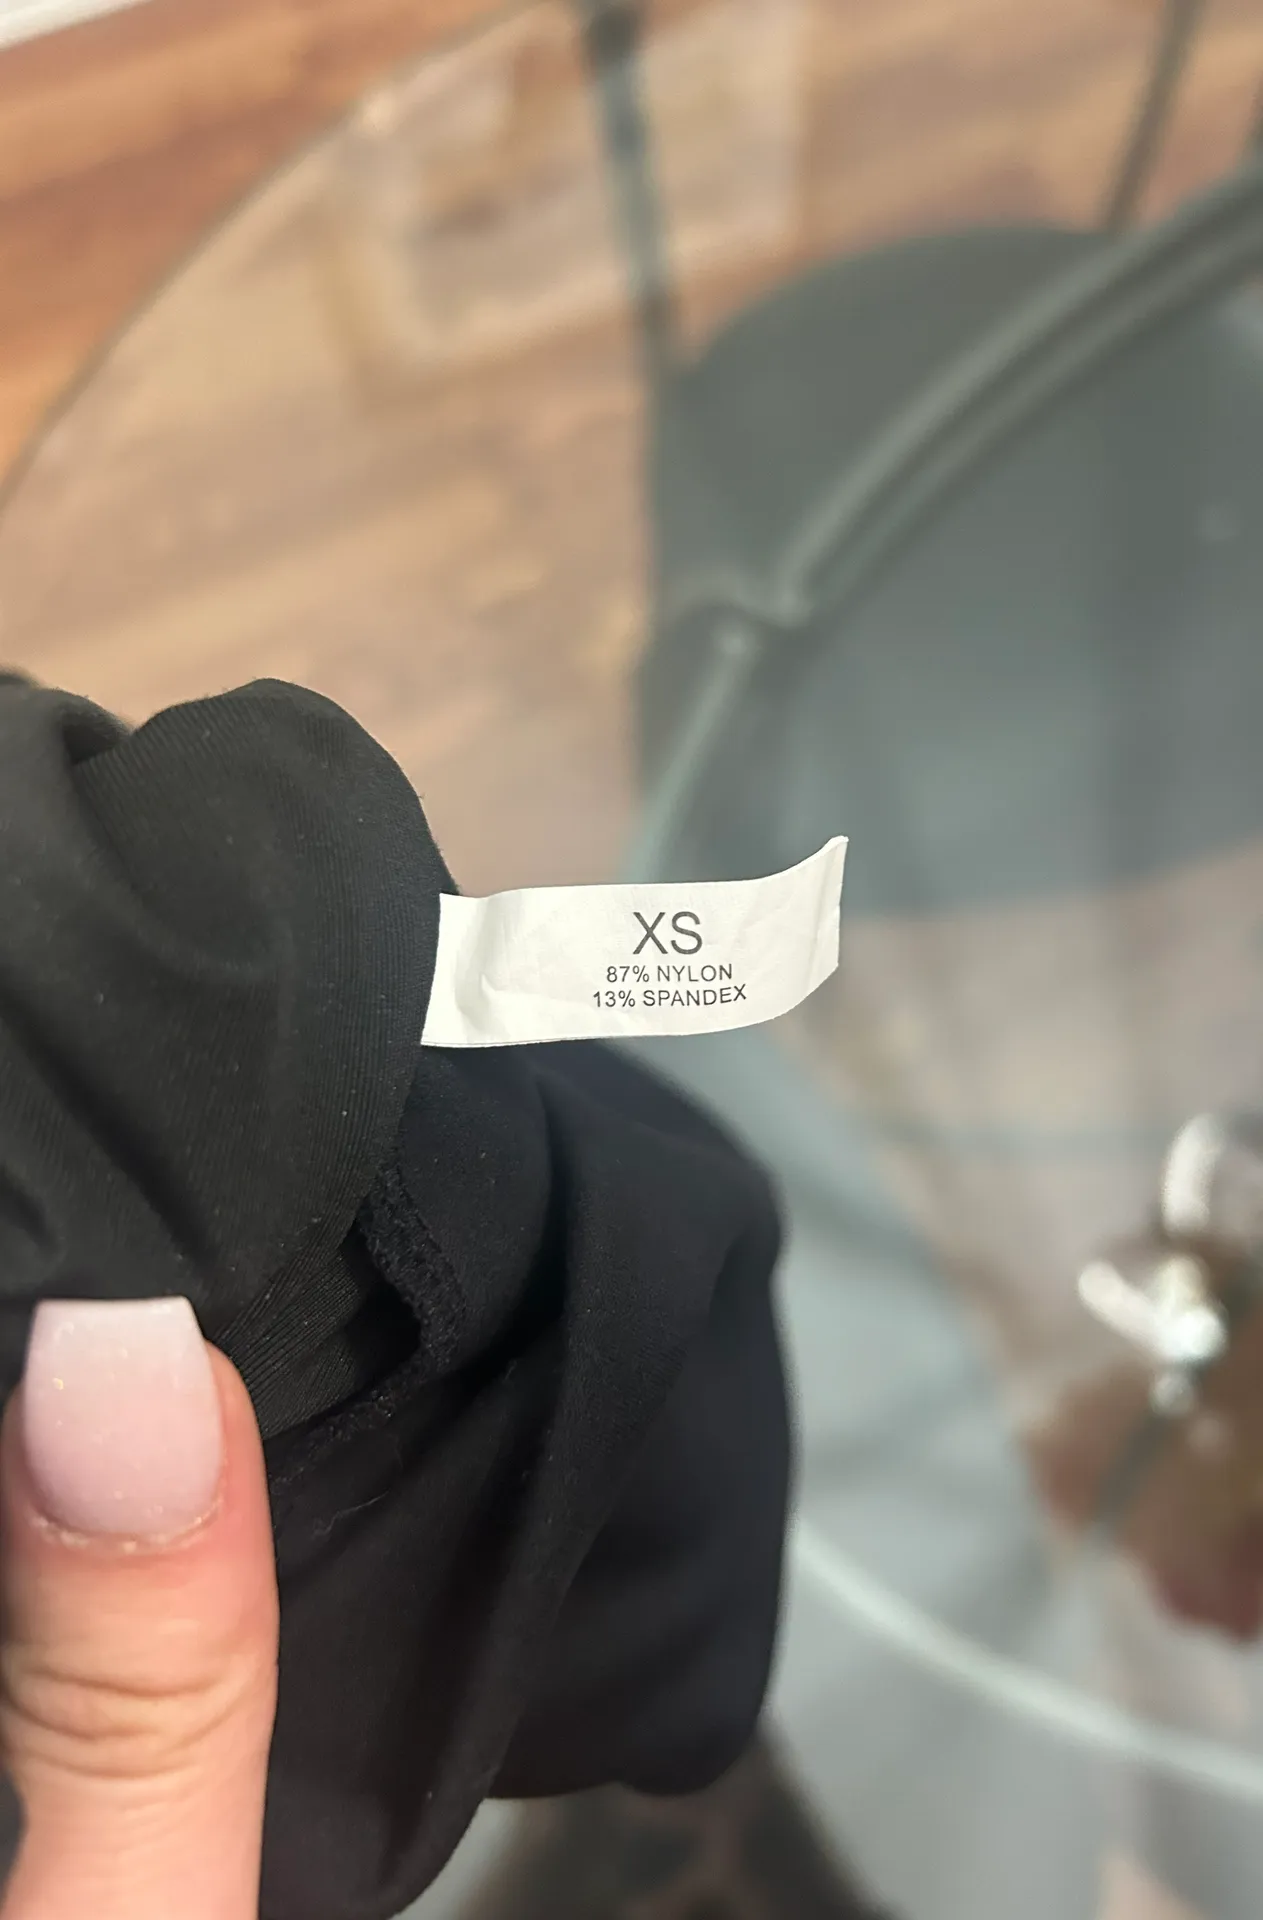 XS
87% NYLON
13% SPANDEX